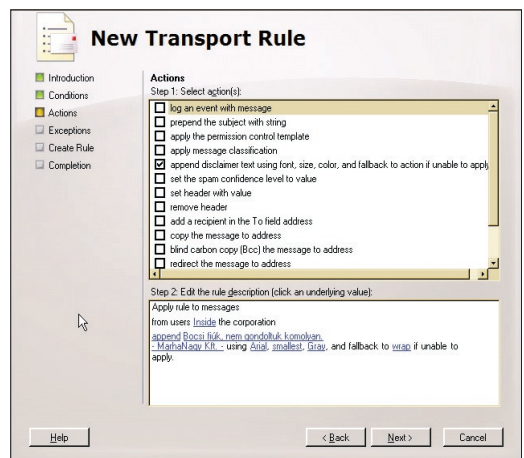 New Transport Rule
Introduction
Conditions
Actions
Exceptions
Create Rule
Completion
Actions
Step 1: Select action(s):
log an event with message
prepend the subject with string
apply the permission control template
apply message classification
append disclaimer text using font, size, color, and fallback to action if unable to apply
set the spam confidence level to value
set header with value
remove header
add a recipient in the To field address
copy the message to address
blind carbon copy (Bcc) the message to address
redirect the message to address
Step 2: Edit the rule description (click an underlying value):
Apply rule to messages
from users Inside the corporation
append Bocsi fiúk, nem gondoltuk komolyan.
- MarhaNagy Kft. - using Arial, smallest, Gray, and fallback to wrap if unable to
apply.
Help
< Back
Next >
Cancel